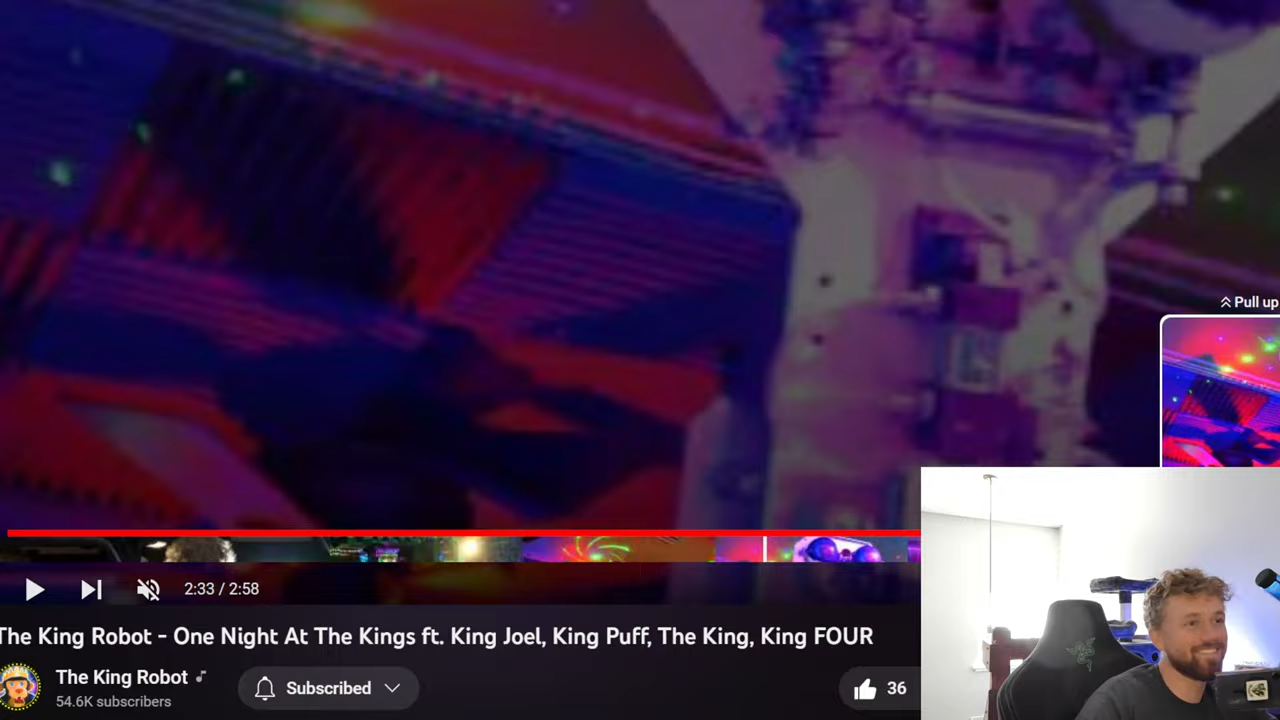 Pull up
2:33 / 2:58
The King Robot - One Night At The Kings ft. King Joel, King Puff, The King, King FOUR
The King Robot
54.6K subscribers
Subscribed
36